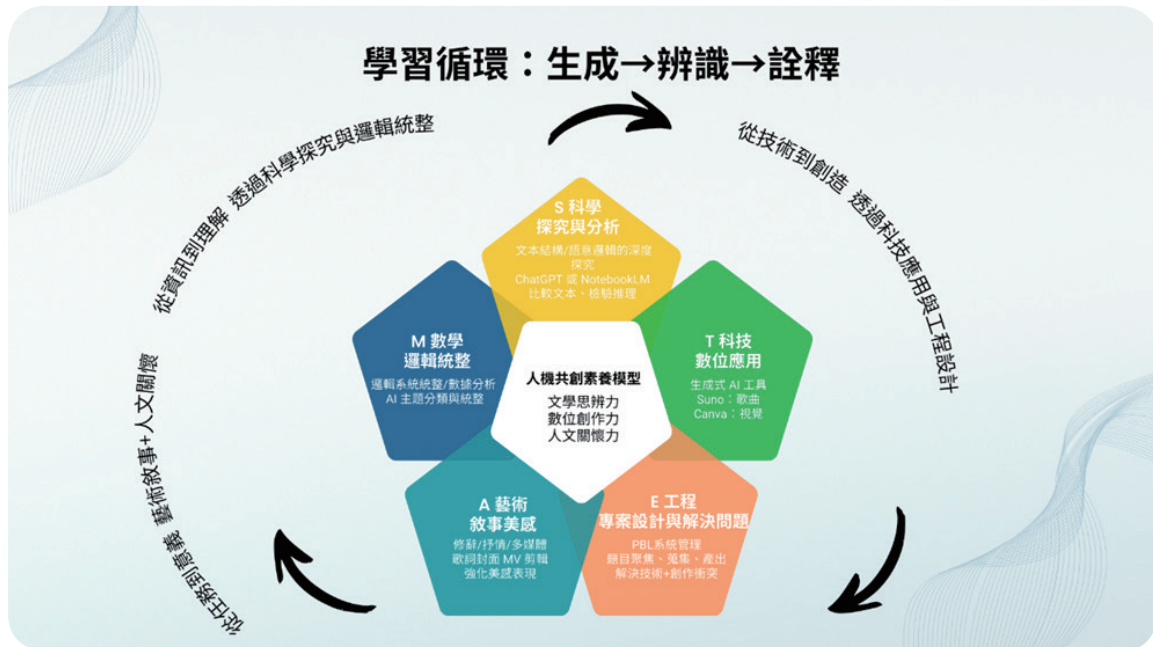 學習循環：生成→辨識→詮釋
從資訊到理解 透過科學探究與邏輯統整
從技術到創造 透過科技應用與工程設計
S 科學
探究與分析
文本結構/語意邏輯的深度
探究
ChatGPT 或 NotebookLM
比較文本、檢驗推理
M 數學
邏輯統整
邏輯系統統整/數據分析
AI 主題分類與統整
T 科技
數位應用
生成式 AI 工具
Suno：歌曲
Canva：視覺
人機共創素養模型
文學思辨力
數位創作力
人文關懷力
A 藝術
敘事美感
修辭/抒情/多媒體
歌詞封面 MV 剪輯
強化美感表現
E 工程
專案設計與解決問題
PBL系統管理
題目聚焦、蒐集、產出
解決技術+創作衝突
從任務到意義 藝術敘事+人文關懷